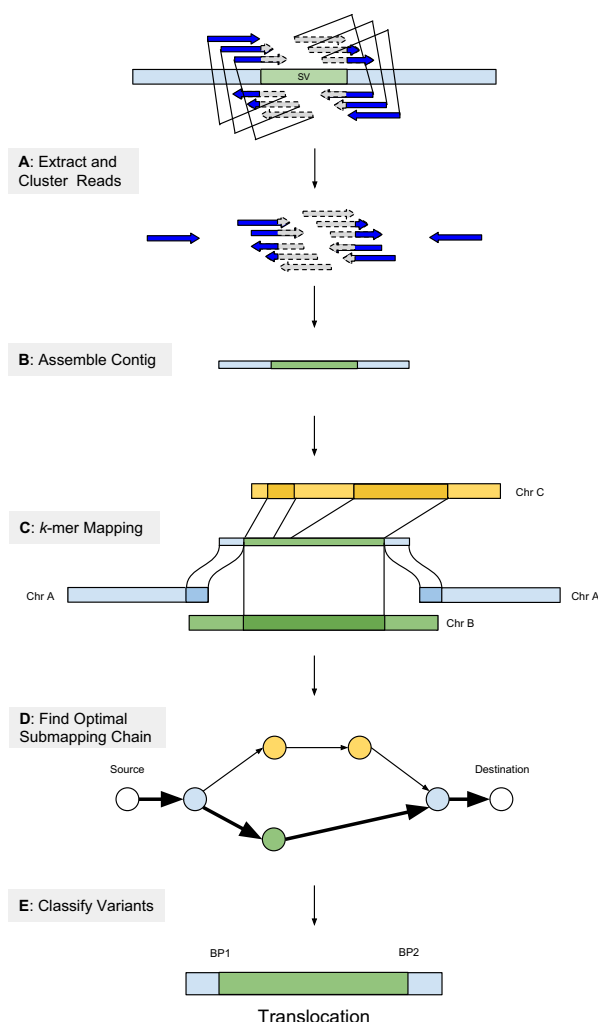 SV
A: Extract and
Cluster Reads
B: Assemble Contig
Chr C
C: k-mer Mapping
Chr A
Chr A
Chr B
D: Find Optimal
Submapping Chain
Source
Destination
E: Classify Variants
BP1
BP2
Translocation